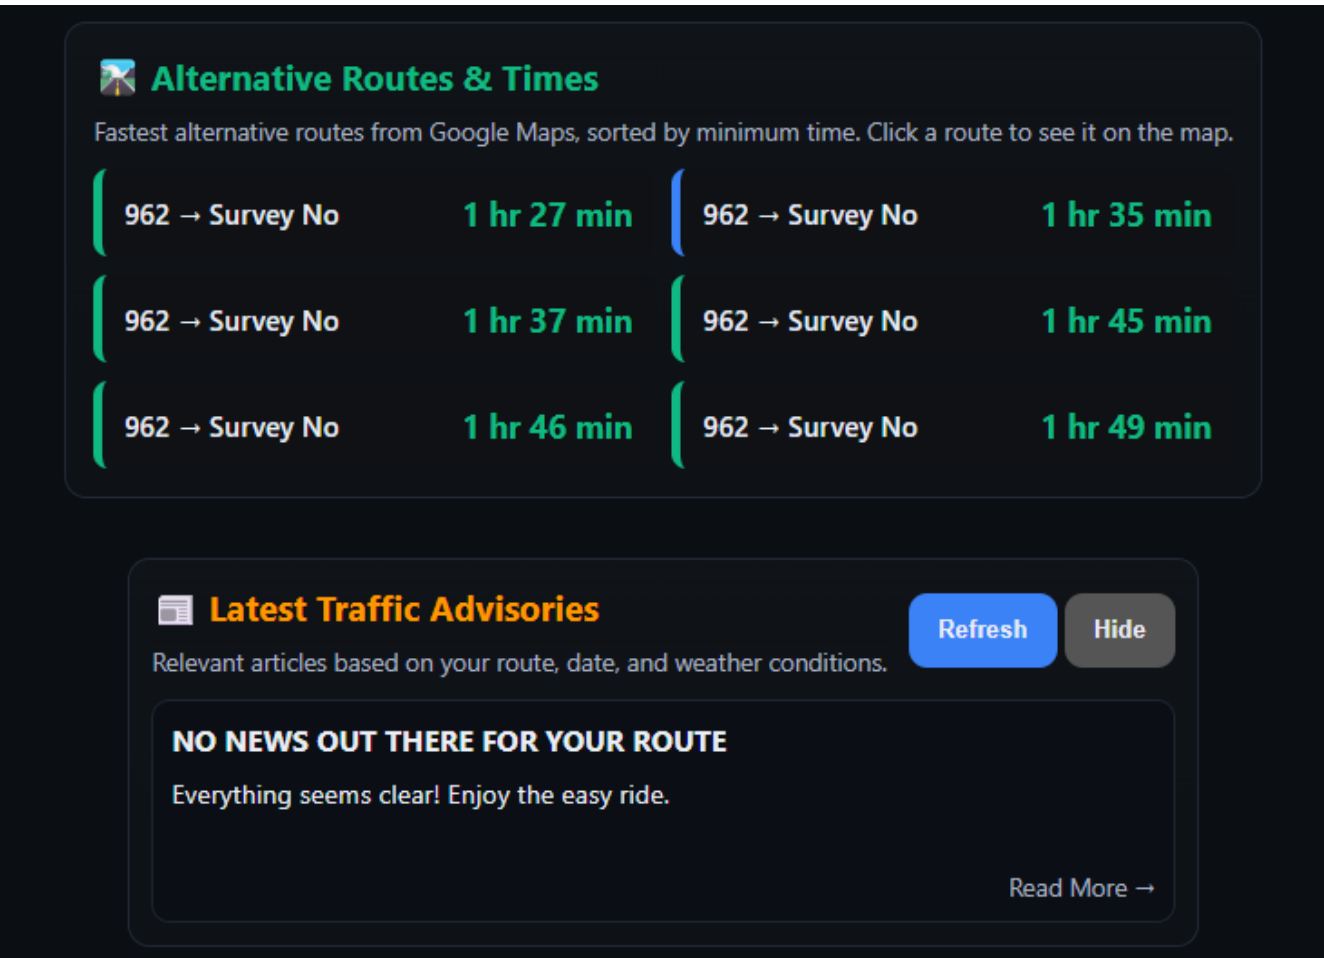 Alternative Routes & Times
Fastest alternative routes from Google Maps, sorted by minimum time. Click a route to see it on the map.
962 → Survey No 1 hr 27 min
962 → Survey No 1 hr 35 min
962 → Survey No 1 hr 37 min
962 → Survey No 1 hr 45 min
962 → Survey No 1 hr 46 min
962 → Survey No 1 hr 49 min
Latest Traffic Advisories
Refresh
Hide
Relevant articles based on your route, date, and weather conditions.
NO NEWS OUT THERE FOR YOUR ROUTE
Everything seems clear! Enjoy the easy ride.
Read More →